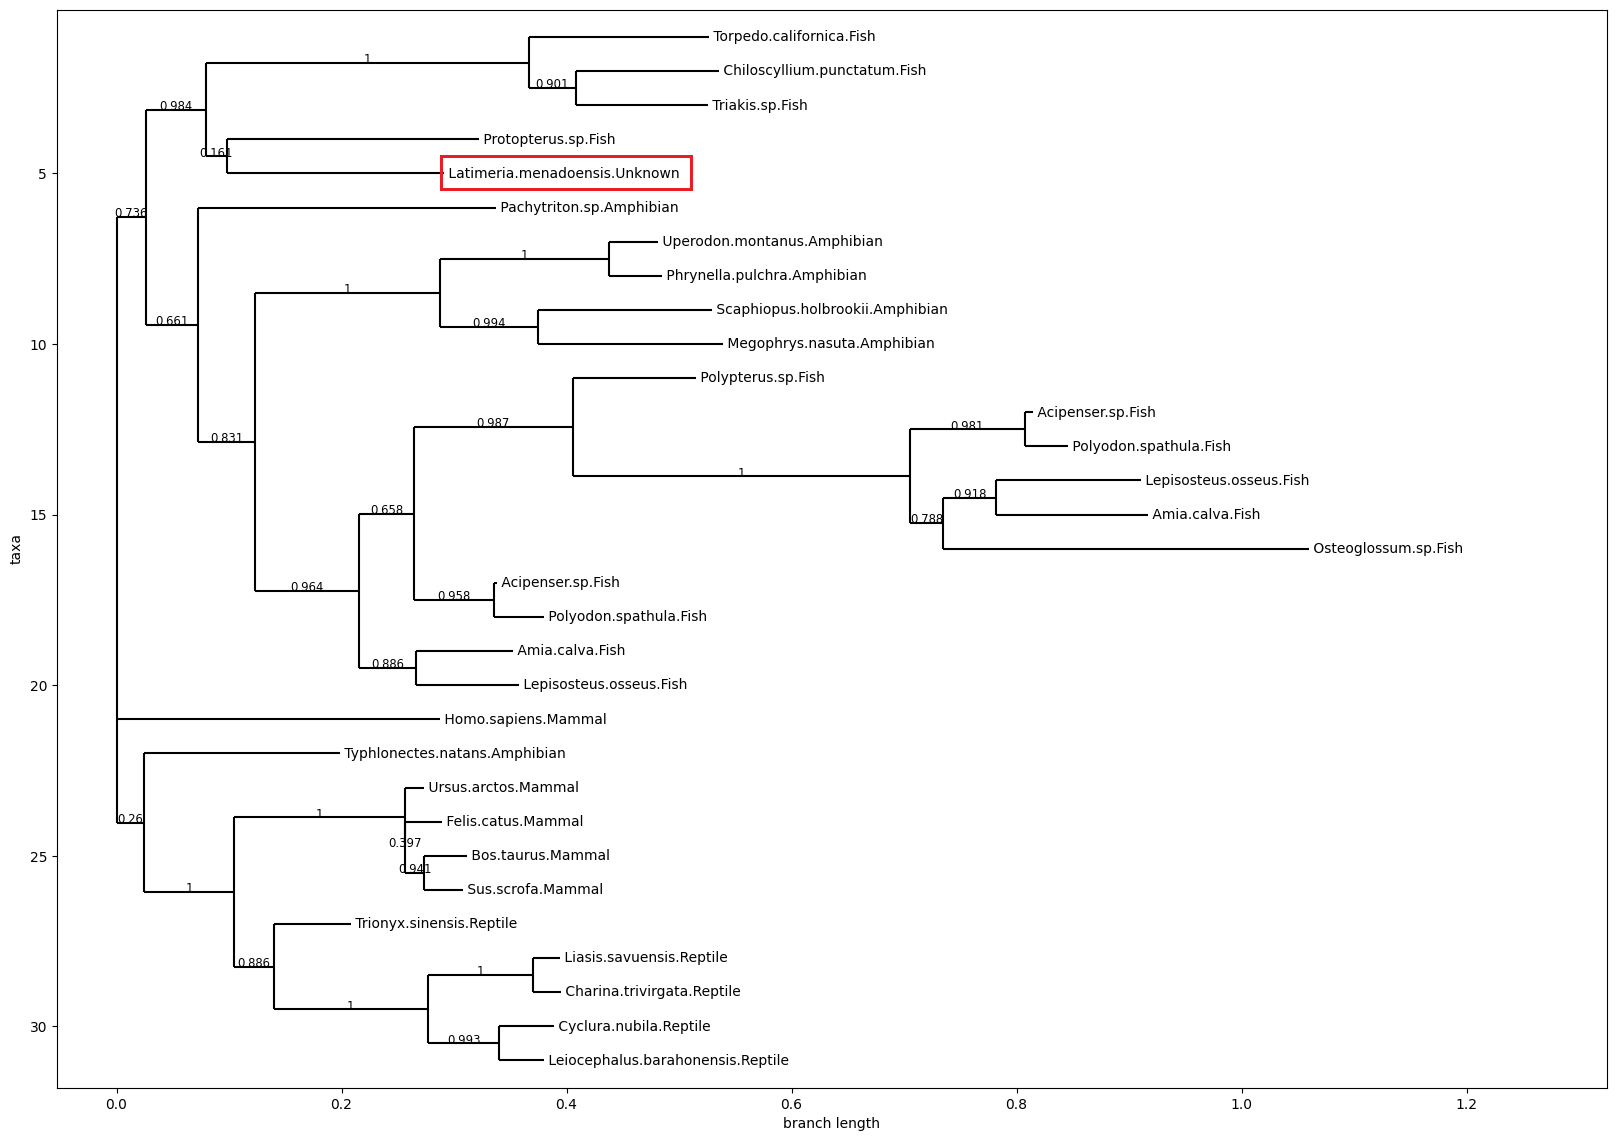 Torpedo.californica.Fish
1
Chiloscyllium.punctatum.Fish
0.901
Triakis.sp.Fish
0.984
Protopterus.sp.Fish
0.161
5
Latimeria.menadoensis.Unknown
Pachytriton.sp.Amphibian
0.736
Uperodon.montanus.Amphibian
1
Phrynella.pulchra.Amphibian
1
Scaphiopus.holbrookii.Amphibian
0.661
0.994
10
Megophrys.nasuta.Amphibian
Polypterus.sp.Fish
Acipenser.sp.Fish
0.987
0.981
0.831
Polyodon.spathula.Fish
1
Lepisosteus.osseus.Fish
0.918
15
0.658
Amia.calva.Fish
0.788
Osteoglossum.sp.Fish
taxa
Acipenser.sp.Fish
0.964
0.958
Polyodon.spathula.Fish
Amia.calva.Fish
0.886
20
Lepisosteus.osseus.Fish
Homo.sapiens.Mammal
Typhlonectes.natans.Amphibian
Ursus.arctos.Mammal
1
0.26
Felis.catus.Mammal
0.397
25
Bos.taurus.Mammal
0.941
1
Sus.scrofa.Mammal
Trionyx.sinensis.Reptile
0.886
Liasis.savuensis.Reptile
1
Charina.trivirgata.Reptile
1
30
Cyclura.nubila.Reptile
0.993
Leiocephalus.barahonensis.Reptile
0.0 0.2 0.4 0.6 0.8 1.0 1.2
branch length